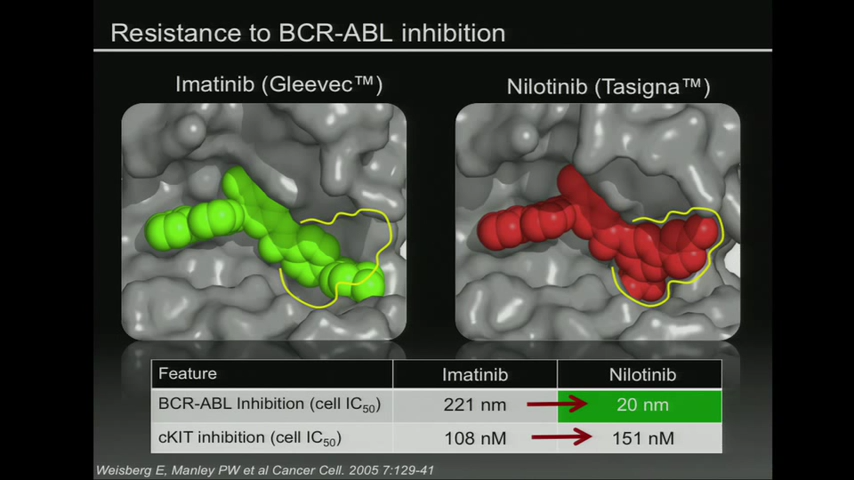 Resistance to BCR-ABL inhibition
Imatinib (Gleevec™)
Nilotinib (Tasigna™)
Feature
Imatinib
Nilotinib
BCR-ABL Inhibition (cell IC₅₀)
221 nm
20 nm
cKIT inhibition (cell IC₅₀)
108 nM
151 nM
Weisberg E, Manley PW et al Cancer Cell. 2005 7:129-41